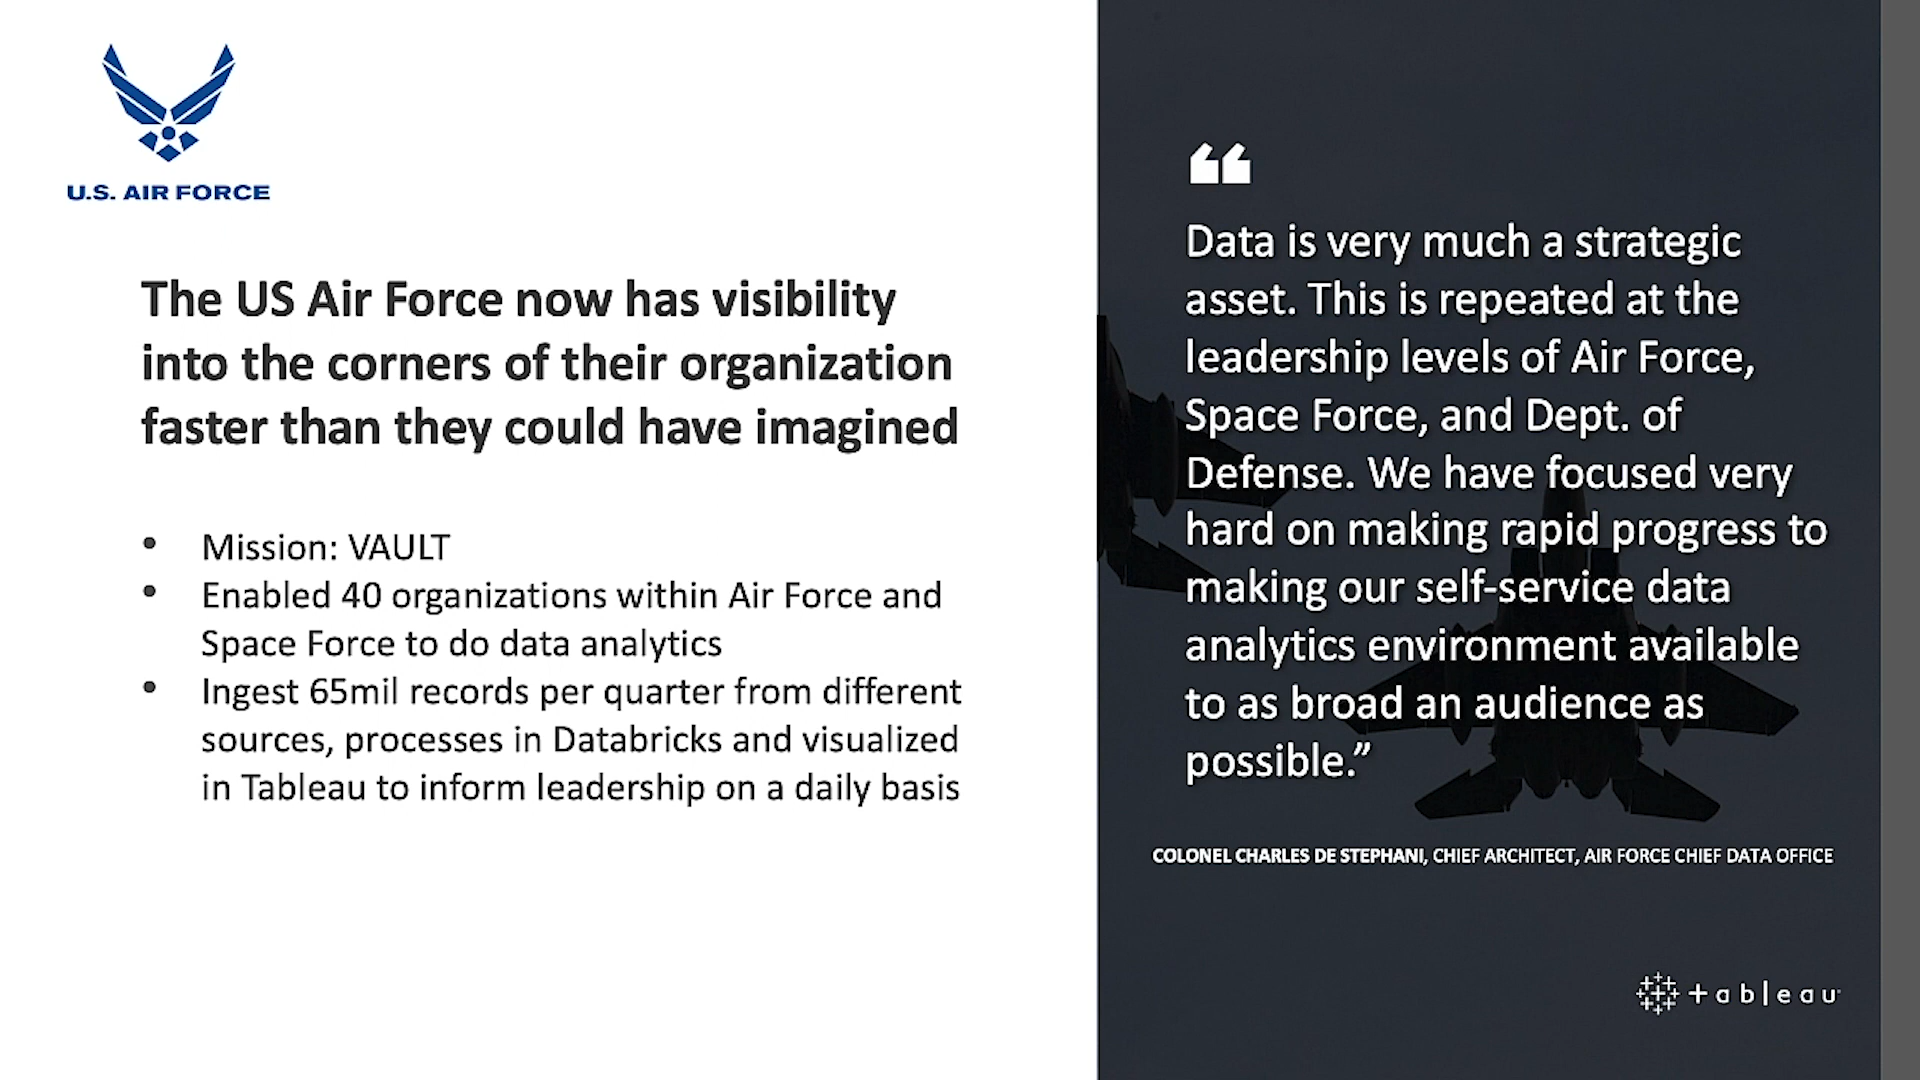 U.S. AIR FORCE
The US Air Force now has visibility
into the corners of their organization
faster than they could have imagined
• Mission: VAULT
• Enabled 40 organizations within Air Force and
Space Force to do data analytics
• Ingest 65mil records per quarter from different
sources, processes in Databricks and visualized
in Tableau to inform leadership on a daily basis
“
Data is very much a strategic
asset. This is repeated at the
leadership levels of Air Force,
Space Force, and Dept. of
Defense. We have focused very
hard on making rapid progress to
making our self-service data
analytics environment available
to as broad an audience as
possible.”
COLONEL CHARLES DE STEPHANI, CHIEF ARCHITECT, AIR FORCE CHIEF DATA OFFICE
+ableau